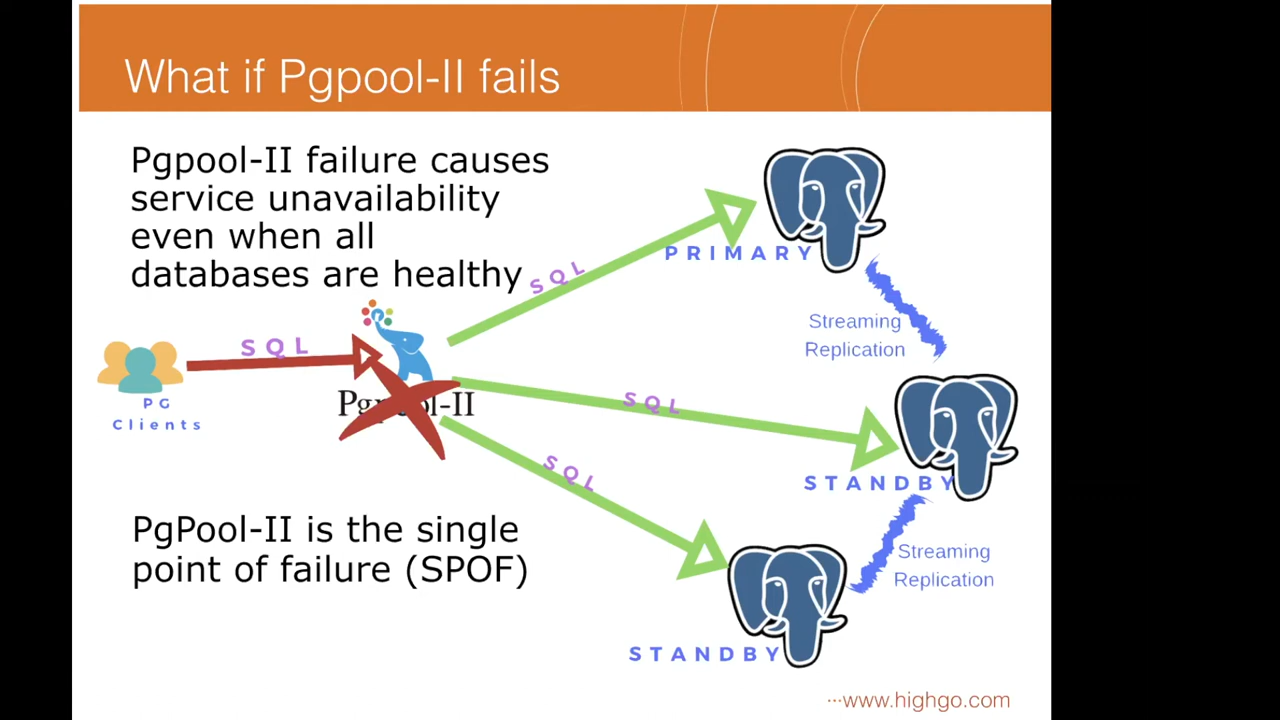 What if Pgpool-II fails
Pgpool-II failure causes
service unavailability
even when all
databases are healthy
SQL
PRIMARY
Streaming
Replication
SQL
PG
Clients
Pgpool-II
SQL
STANDBY
SQL
Streaming
Replication
PgPool-II is the single
point of failure (SPOF)
STANDBY
···www.highgo.com